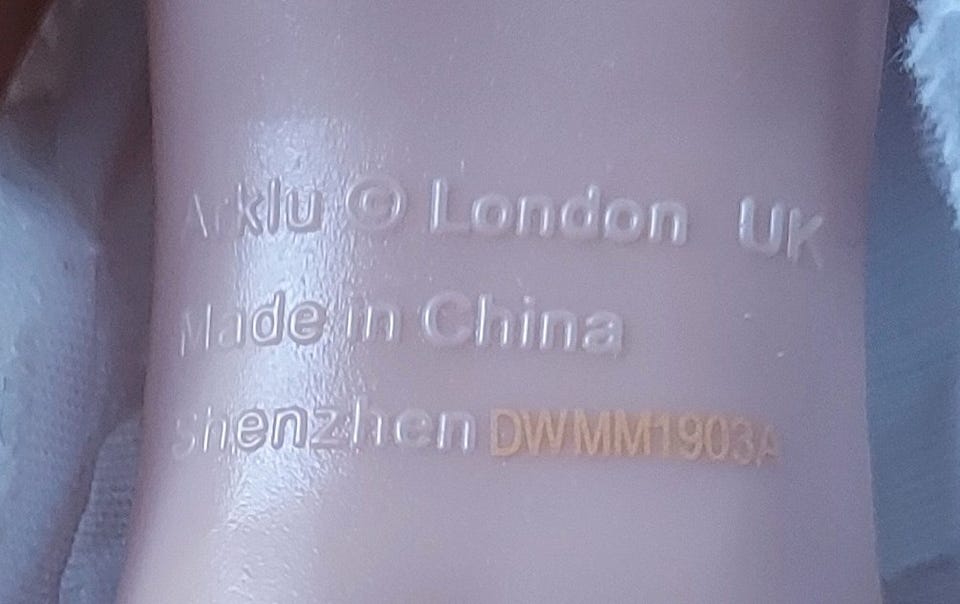 Arklu © London UK
Made in China
Shenzhen DWMM1903A